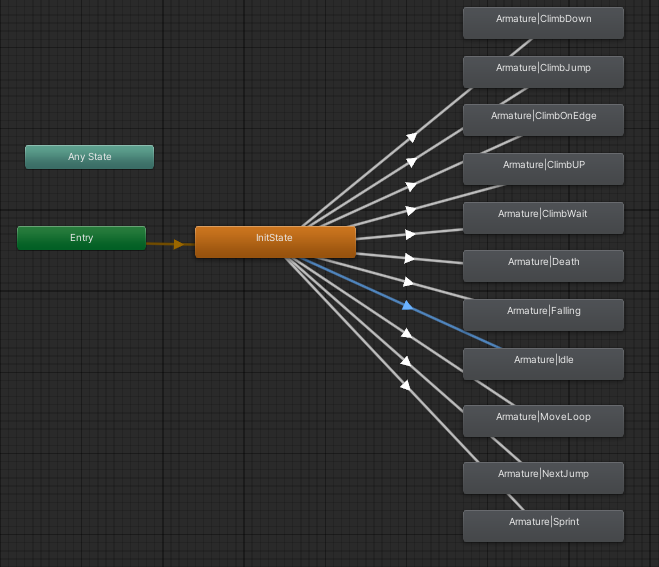 Armature|ClimbDown
Armature|ClimbJump
Armature|ClimbOnEdge
Any State
Armature|ClimbUP
Armature|ClimbWait
Entry
InitState
Armature|Death
Armature|Falling
Armature|Idle
Armature|MoveLoop
Armature|NextJump
Armature|Sprint